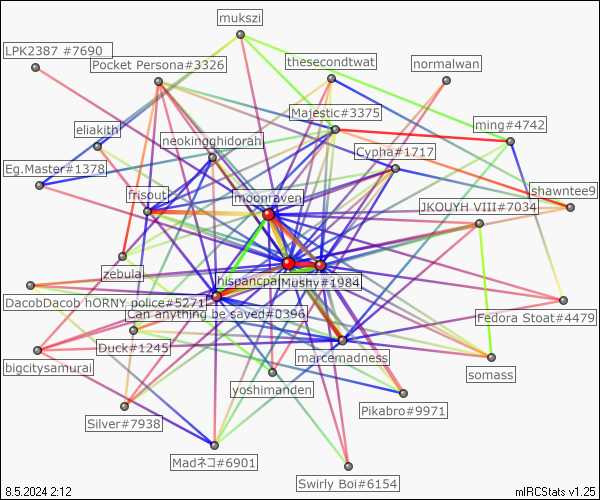 mukszi
LPK2387 #7690
Pocket Persona#3326
thesecondtwat
normalwan
Majestic#3375
ming#4742
eliakith
neokingghidorah
Cypha#1717
Eg.Master#1378
frisout
moonraven
shawntee9
JKOUYH VIII#7034
zebula
hispancpa
Mushy#1984
DacobDacob hORNY police#5271
Can anything be saved#0396
Fedora Stoat#4479
Duck#1245
marcemadness
bigcitysamurai
somass
yoshimanden
Pikabro#9971
Silver#7938
Madネコ#6901
Swirly Boi#6154
8.5.2024 2:12
mIRCStats v1.25